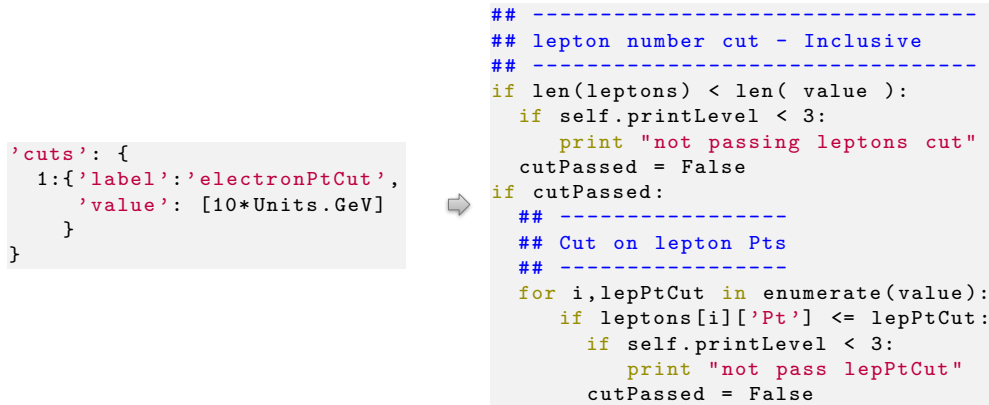 ’cuts’: {
  1:{’label’:’electronPtCut’,
     ’value’: [10*Units.GeV]
    }
}
## ---------------------------------
## lepton number cut - Inclusive
## ---------------------------------
if len(leptons) < len( value ):
  if self.printLevel < 3:
     print "not passing leptons cut"
  cutPassed = False
if cutPassed:
  ## -----------------
  ## Cut on lepton Pts
  ## -----------------
  for i,lepPtCut in enumerate(value):
     if leptons[i][’Pt’] <= lepPtCut:
       if self.printLevel < 3:
          print "not pass lepPtCut"
       cutPassed = False